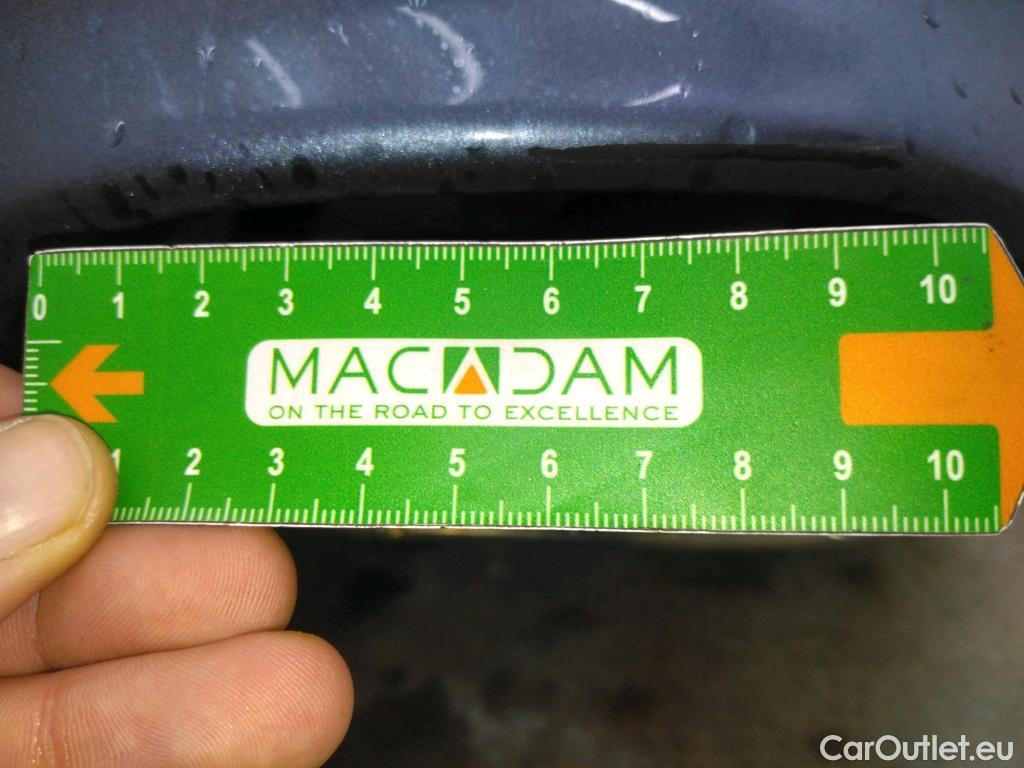 0 1 2 3 4 5 6 7 8 9 10
MACADAM
ON THE ROAD TO EXCELLENCE
1 2 3 4 5 6 7 8 9 10
CarOutlet.eu